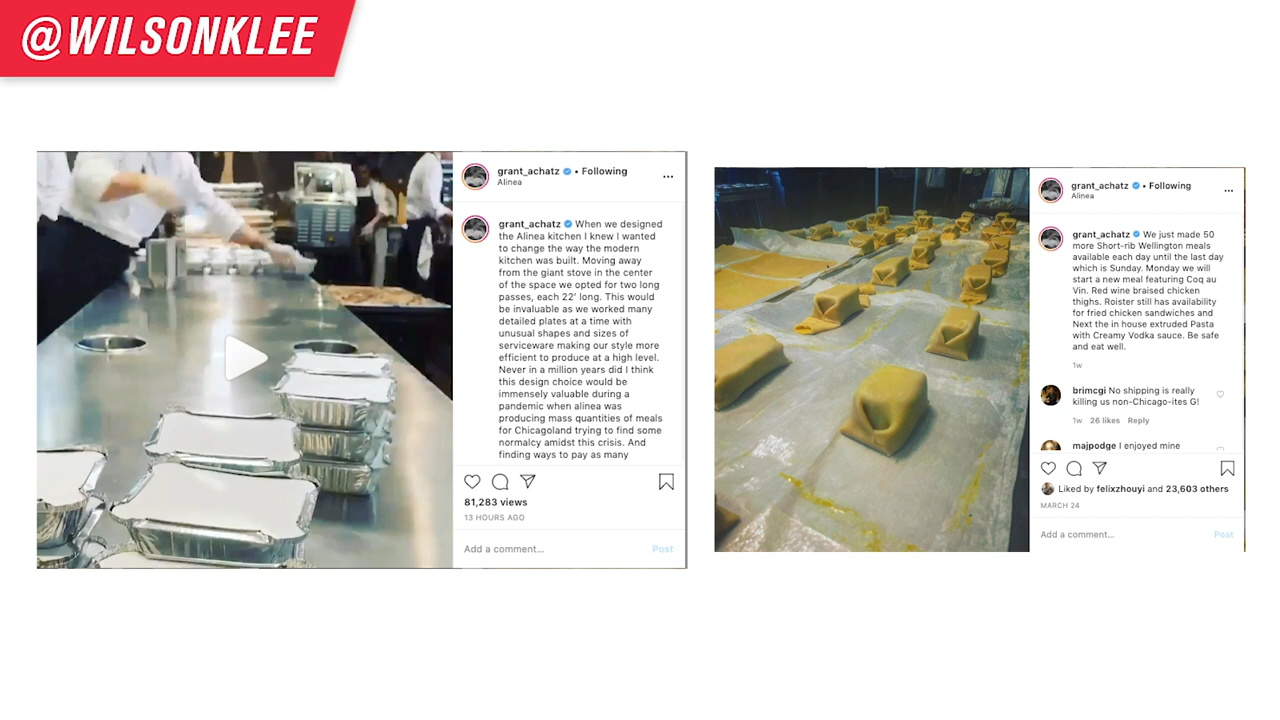 @WILSONKLEE
grant_achatz • Following
Alinea
grant_achatz When we designed
the Alinea kitchen I knew I wanted
to change the way the modern
kitchen was built. Moving away
from the giant stove in the center
of the space we opted for two long
passes, each 22' long. This would
be invaluable as we worked many
detailed plates at a time with
unusual shapes and sizes of
serviceware making our style more
efficient to produce at a high level.
Never in a million years did I think
this design choice would be
immensely valuable during a
pandemic when alinea was
producing mass quantities of meals
for Chicagoland trying to find some
normalcy amidst this crisis. And
finding ways to pay as many
81,283 views
13 HOURS AGO
Add a comment...
Post
grant_achatz • Following
Alinea
grant_achatz We just made 50
more Short-rib Wellington meals
available each day until the last day
which is Sunday. Monday we will
start a new meal featuring Coq au
Vin. Red wine braised chicken
thighs. Roister still has availability
for fried chicken sandwiches and
Next the in house extruded Pasta
with Creamy Vodka sauce. Be safe
and eat well.
1w
brimcgi No shipping is really
killing us non-Chicago-ites G!
1w 26 likes Reply
majpodge I enjoyed mine
Liked by felixzhouyi and 23,603 others
MARCH 24
Add a comment...
Post